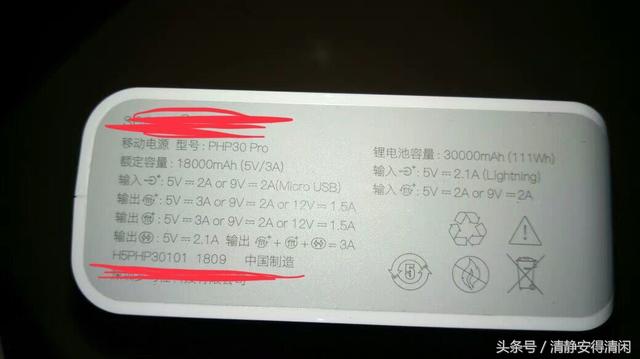 移动电源 型号: PHP30 Pro
额定容量: 18000mAh (5V/3A)
输入: 5V⎓2A or 9V⎓2A(Micro USB)
输出: 5V⎓3A or 9V⎓2A or 12V⎓1.5A
输出: 5V⎓3A or 9V⎓2A or 12V⎓1.5A
输出: 5V⎓2.1A 输出 + + ⎓3A
H5PHP30101 1809 中国制造
锂电池容量: 30000mAh (111Wh)
输入: 5V⎓2.1A (Lightning)
输入: 5V⎓2A or 9V⎓2A
5
头条号 / 清静安得清闲